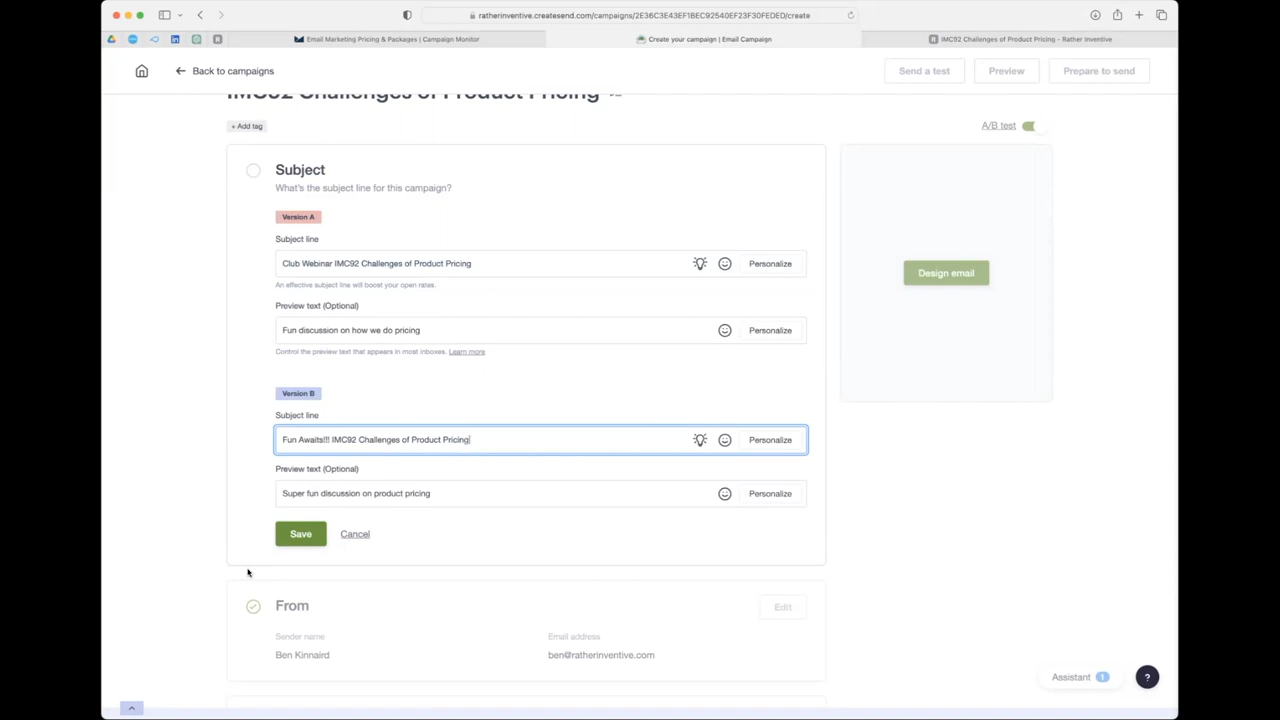 ratherinventive.createsend.com/campaigns/2E36C3E43EF1BEC92540EF23F30FEDED/create
Email Marketing Pricing & Packages | Campaign Monitor
Create your campaign | Email Campaign
IMC92 Challenges of Product Pricing - Rather Inventive
Back to campaigns
Send a test
Preview
Prepare to send
IMC92 Challenges of Product Pricing
+ Add tag
A/B test
Subject
What's the subject line for this campaign?
Version A
Subject line
Club Webinar IMC92 Challenges of Product Pricing
Personalize
An effective subject line will boost your open rates.
Preview text (Optional)
Fun discussion on how we do pricing
Personalize
Control the preview text that appears in most inboxes. Learn more
Version B
Subject line
Fun Awaits!!! IMC92 Challenges of Product Pricing
Personalize
Preview text (Optional)
Super fun discussion on product pricing
Personalize
Save
Cancel
Design email
From
Edit
Sender name
Email address
Ben Kinnaird
ben@ratherinventive.com
Assistant 1
?